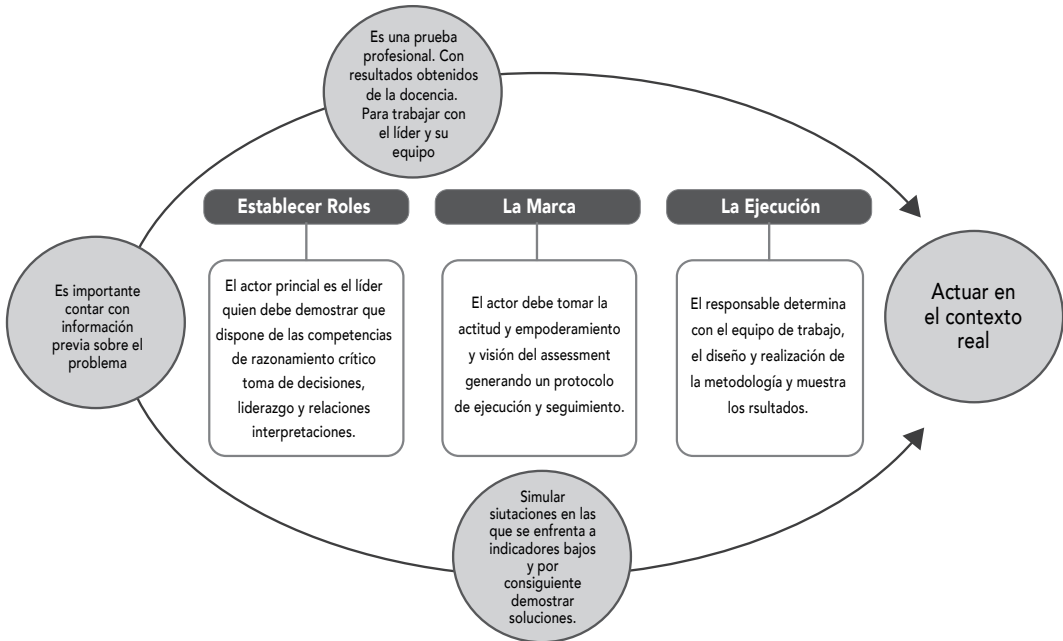 Es una prueba
profesional. Con
resultados obtenidos
de la docencia.
Para trabajar con
el líder y su
equipo
Establecer Roles
La Marca
La Ejecución
Es importante
contar con
información
previa sobre el
problema
El actor princial es el líder
quien debe demostrar que
dispone de las competencias
de razonamiento crítico
toma de decisiones,
liderazgo y relaciones
interpretaciones.
El actor debe tomar la
actitud y empoderamiento
y visión del assessment
generando un protocolo
de ejecución y seguimiento.
El responsable determina
con el equipo de trabajo,
el diseño y realización de
la metodología y muestra
los rsultados.
Actuar en
el contexto
real
Simular
siutaciones en las
que se enfrenta a
indicadores bajos
y por
consiguiente
demostrar
soluciones.